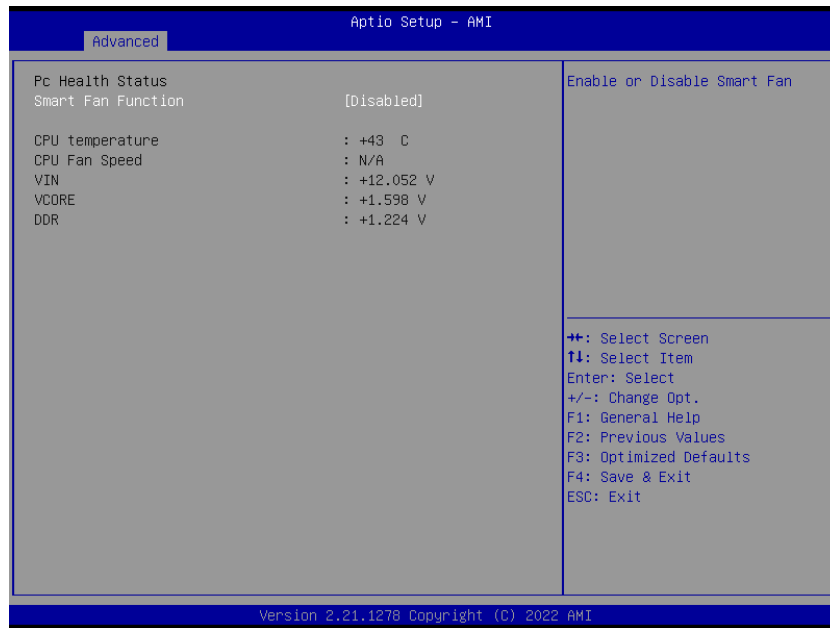 Aptio Setup - AMI
Advanced
Pc Health Status
Smart Fan Function [Disabled]
CPU temperature : +43 C
CPU Fan Speed : N/A
VIN : +12.052 V
VCORE : +1.598 V
DDR : +1.224 V
Enable or Disable Smart Fan
→←: Select Screen
↑↓: Select Item
Enter: Select
+/-: Change Opt.
F1: General Help
F2: Previous Values
F3: Optimized Defaults
F4: Save & Exit
ESC: Exit
Version 2.21.1278 Copyright (C) 2022 AMI